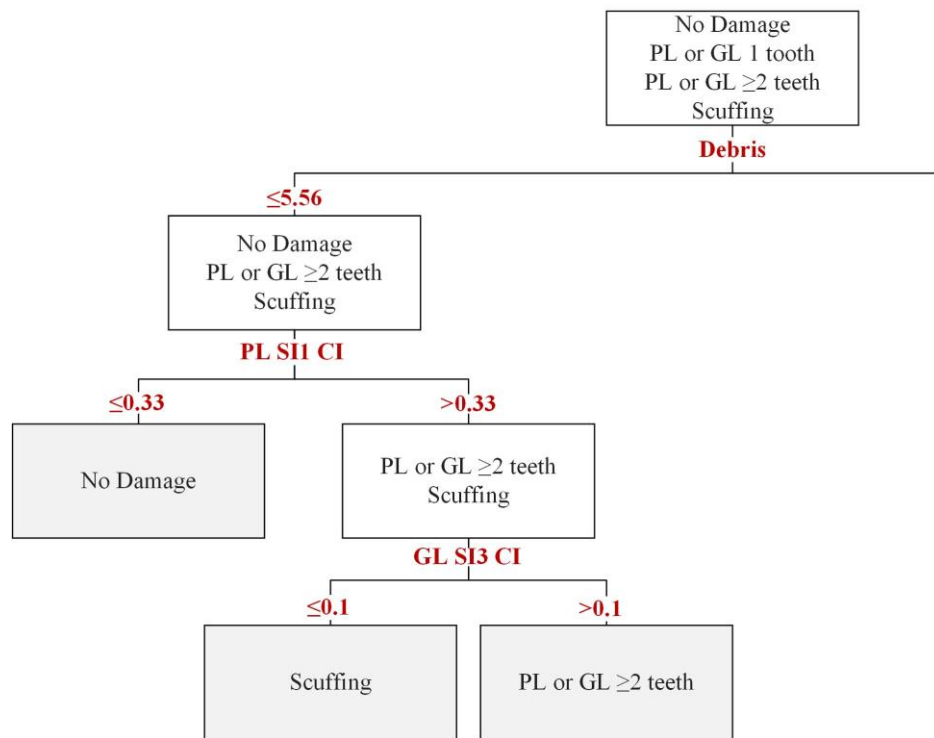 No Damage
PL or GL 1 tooth
PL or GL ≥2 teeth
Scuffing
Debris
≤5.56
No Damage
PL or GL ≥2 teeth
Scuffing
PL SI1 CI
≤0.33
>0.33
No Damage
PL or GL ≥2 teeth
Scuffing
GL SI3 CI
≤0.1
>0.1
Scuffing
PL or GL ≥2 teeth